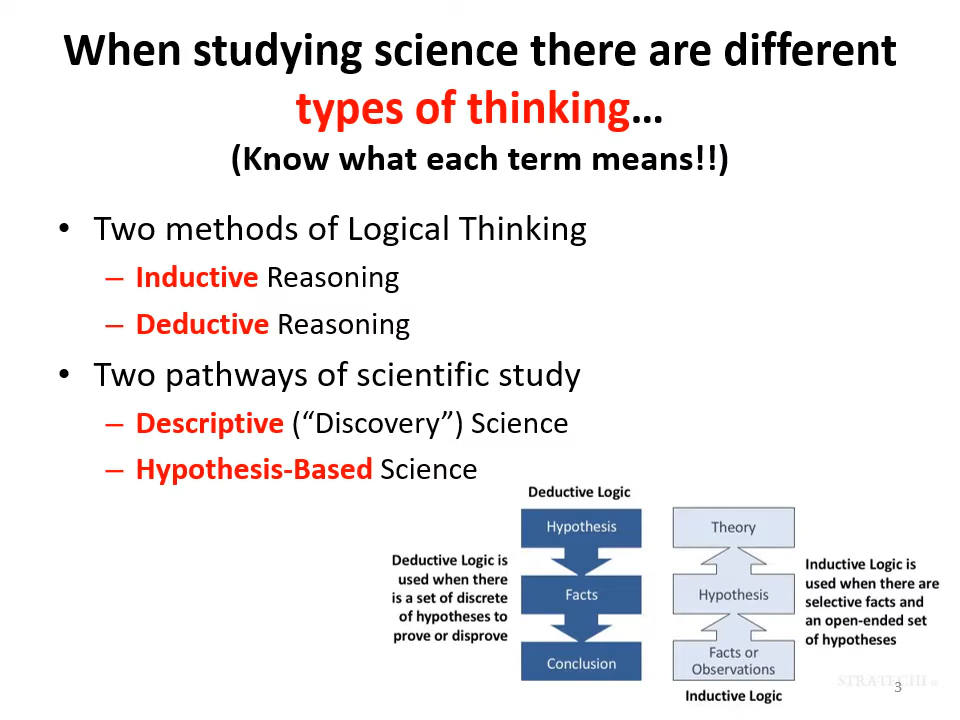 When studying science there are different
types of thinking…
(Know what each term means!!)
• Two methods of Logical Thinking
– Inductive Reasoning
– Deductive Reasoning
• Two pathways of scientific study
– Descriptive (“Discovery”) Science
– Hypothesis-Based Science
Deductive Logic
Hypothesis
Facts
Conclusion
Deductive Logic is
used when there
is a set of discrete
of hypotheses to
prove or disprove
Theory
Hypothesis
Facts or
Observations
Inductive Logic
Inductive Logic is
used when there are
selective facts and
an open-ended set
of hypotheses
STRATECHI
3